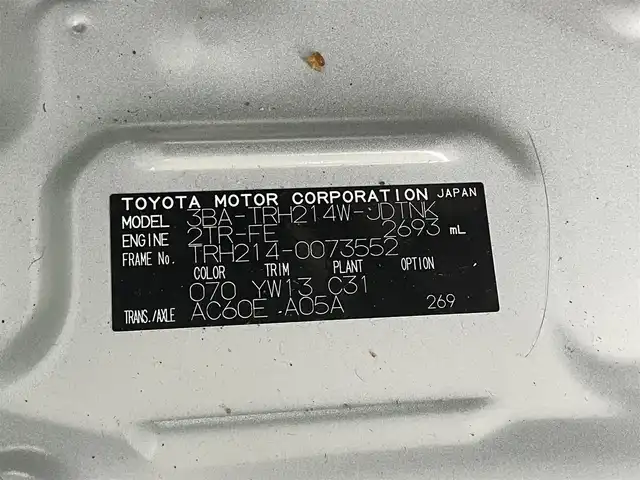 TOYOTA MOTOR CORPORATION JAPAN
MODEL 3BA-TRH214W-JDTNK
ENGINE 2TR-FE 2693 mL
FRAME No. TRH214-0073552
COLOR TRIM PLANT OPTION
070 YW13 C31
TRANS./AXLE AC60E A05A 269